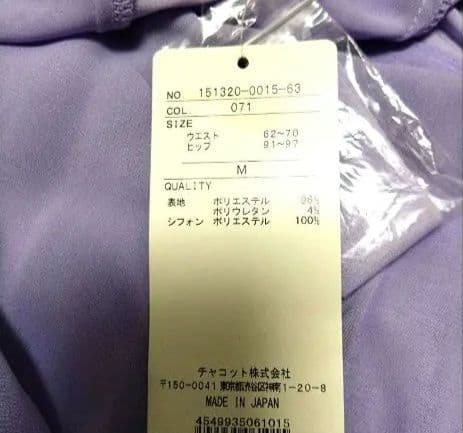 NO. 151320-0015-63
COL. 071
SIZE
ウエスト 62~70
ヒップ 91~97
M
QUALITY
表地 ポリエステル 96%
ポリウレタン 4%
シフォン ポリエステル 100%
チャコット株式会社
〒150-0041 東京都渋谷区神南1-20-8
MADE IN JAPAN
4549935061015